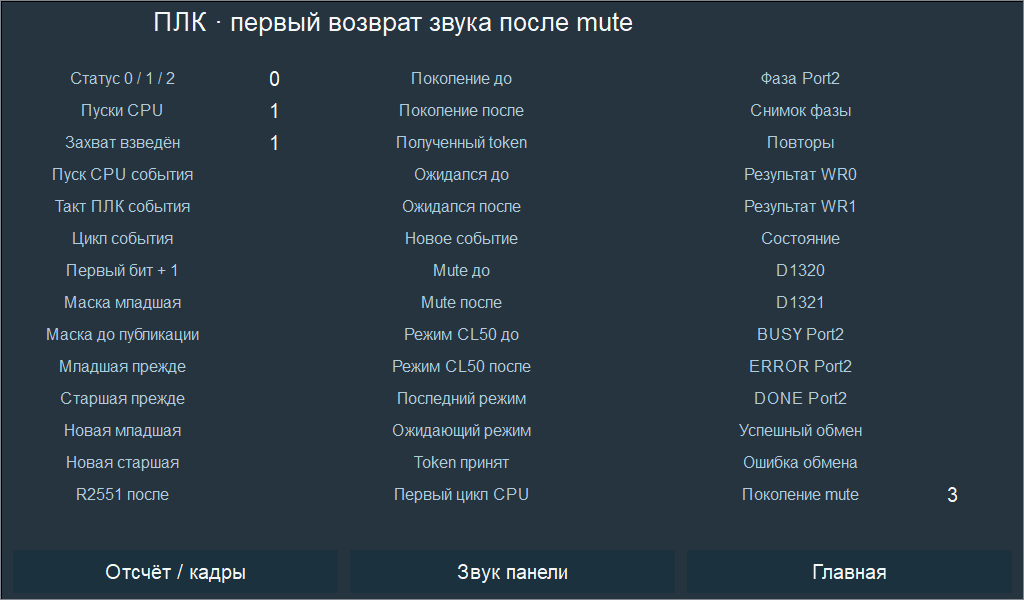 ПЛК · первый возврат звука после mute
Статус 0 / 1 / 2 0 Поколение до Фаза Port2
Пуски CPU 1 Поколение после Снимок фазы
Захват взведён 1 Полученный token Повторы
Пуск CPU события Ожидался до Результат WR0
Такт ПЛК события Ожидался после Результат WR1
Цикл события Новое событие Состояние
Первый бит + 1 Mute до D1320
Маска младшая Mute после D1321
Маска до публикации Режим CL50 до BUSY Port2
Младшая прежде Режим CL50 после ERROR Port2
Старшая прежде Последний режим DONE Port2
Новая младшая Ожидающий режим Успешный обмен
Новая старшая Token принят Ошибка обмена
R2551 после Первый цикл CPU Поколение mute 3
Отсчёт / кадры Звук панели Главная